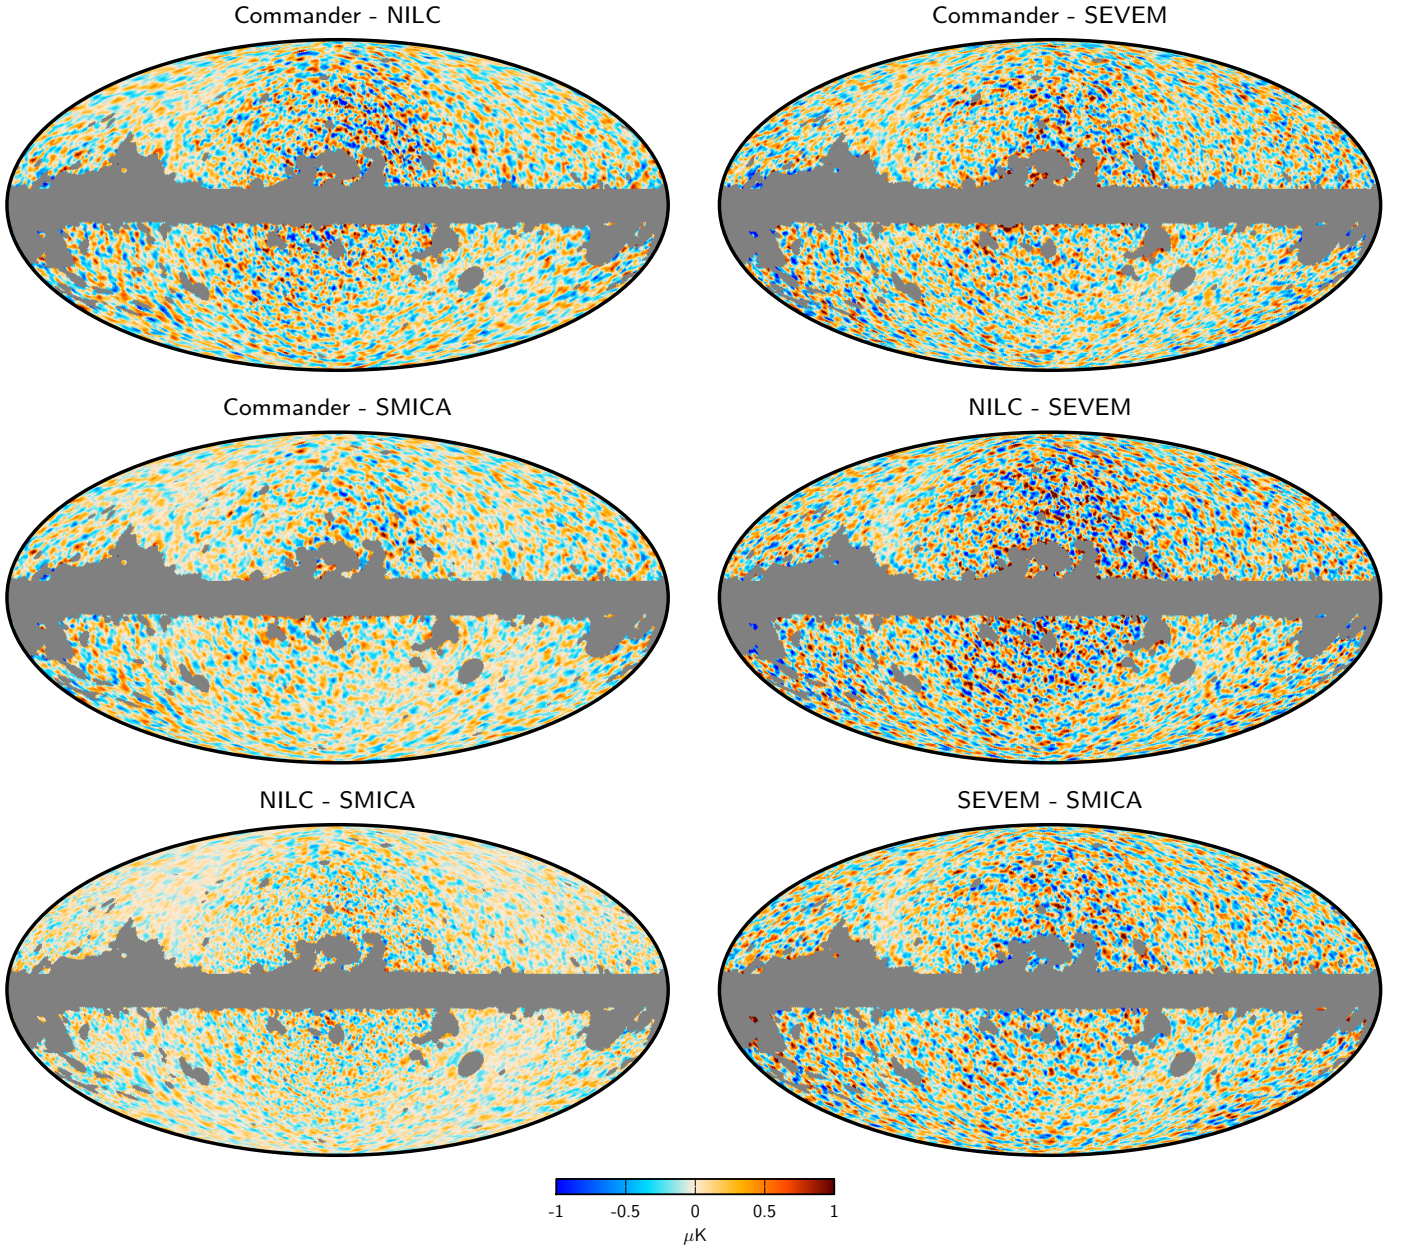 Commander - NILC
Commander - SEVEM
Commander - SMICA
NILC - SEVEM
NILC - SMICA
SEVEM - SMICA
-1 -0.5 0 0.5 1
μK